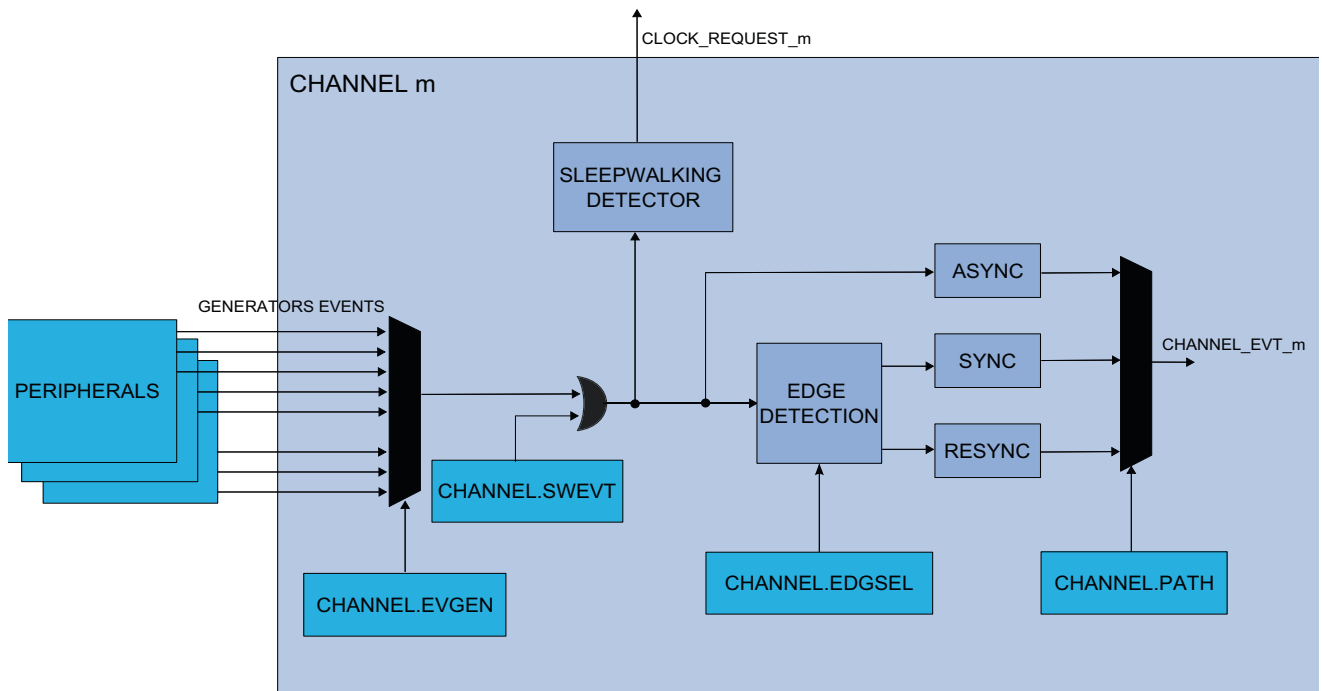 CLOCK_REQUEST_m
CHANNEL m
SLEEPWALKING
DETECTOR
ASYNC
GENERATORS EVENTS
CHANNEL_EVT_m
PERIPHERALS
EDGE
DETECTION
SYNC
RESYNC
CHANNEL.SWEVT
CHANNEL.EVGEN
CHANNEL.EDGSEL
CHANNEL.PATH